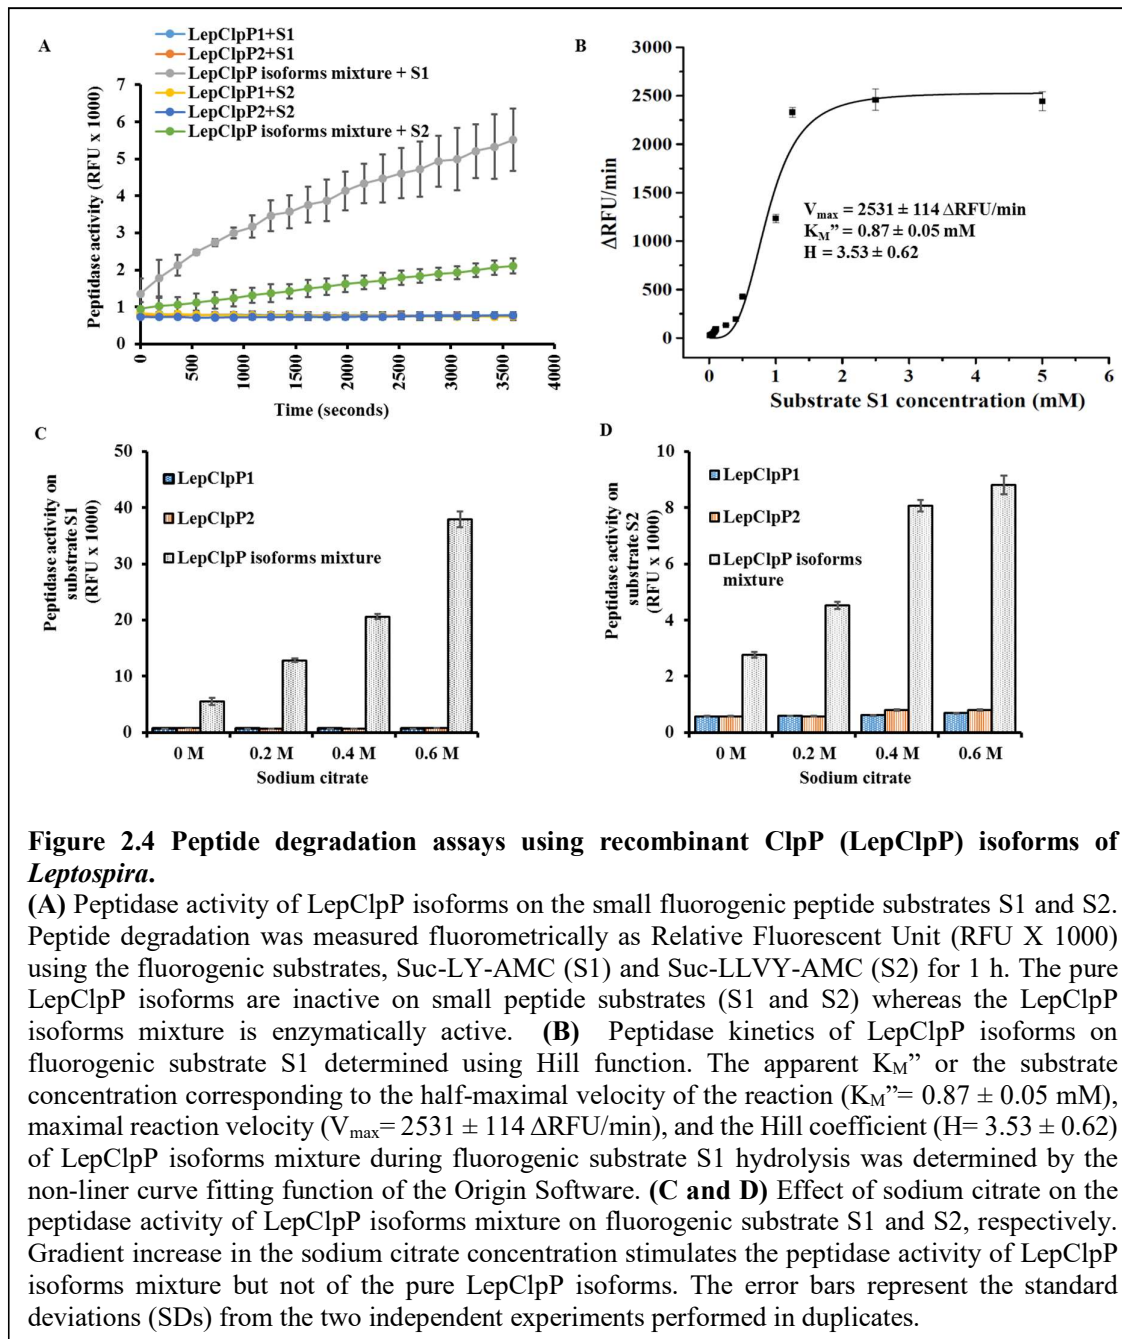 A
LepClpP1+S1
LepClpP2+S1
LepClpP isoforms mixture + S1
LepClpP1+S2
LepClpP2+S2
LepClpP isoforms mixture + S2
Peptidase activity (RFU x 1000)
7
6
5
4
3
2
1
0
0
500
1000
1500
2000
2500
3000
3500
4000
Time (seconds)
B
ΔRFU/min
3000
2500
2000
1500
1000
500
0
Vmax = 2531 ± 114 ΔRFU/min
KM” = 0.87 ± 0.05 mM
H = 3.53 ± 0.62
0 1 2 3 4 5 6
Substrate S1 concentration (mM)
C
Peptidase activity on
substrate S1
(RFU x 1000)
50
40
30
20
10
0
LepClpP1
LepClpP2
LepClpP isoforms mixture
0 M 0.2 M 0.4 M 0.6 M
Sodium citrate
D
Peptidase activity on
substrate S2
(RFU x 1000)
10
8
6
4
2
0
LepClpP1
LepClpP2
LepClpP isoforms
mixture
0 M 0.2 M 0.4 M 0.6 M
Sodium citrate
Figure 2.4 Peptide degradation assays using recombinant ClpP (LepClpP) isoforms of
Leptospira.
(A) Peptidase activity of LepClpP isoforms on the small fluorogenic peptide substrates S1 and S2.
Peptide degradation was measured fluorometrically as Relative Fluorescent Unit (RFU X 1000)
using the fluorogenic substrates, Suc-LY-AMC (S1) and Suc-LLVY-AMC (S2) for 1 h. The pure
LepClpP isoforms are inactive on small peptide substrates (S1 and S2) whereas the LepClpP
isoforms mixture is enzymatically active. (B) Peptidase kinetics of LepClpP isoforms on
fluorogenic substrate S1 determined using Hill function. The apparent KM” or the substrate
concentration corresponding to the half-maximal velocity of the reaction (KM”= 0.87 ± 0.05 mM),
maximal reaction velocity (Vmax= 2531 ± 114 ΔRFU/min), and the Hill coefficient (H= 3.53 ± 0.62)
of LepClpP isoforms mixture during fluorogenic substrate S1 hydrolysis was determined by the
non-liner curve fitting function of the Origin Software. (C and D) Effect of sodium citrate on the
peptidase activity of LepClpP isoforms mixture on fluorogenic substrate S1 and S2, respectively.
Gradient increase in the sodium citrate concentration stimulates the peptidase activity of LepClpP
isoforms mixture but not of the pure LepClpP isoforms. The error bars represent the standard
deviations (SDs) from the two independent experiments performed in duplicates.